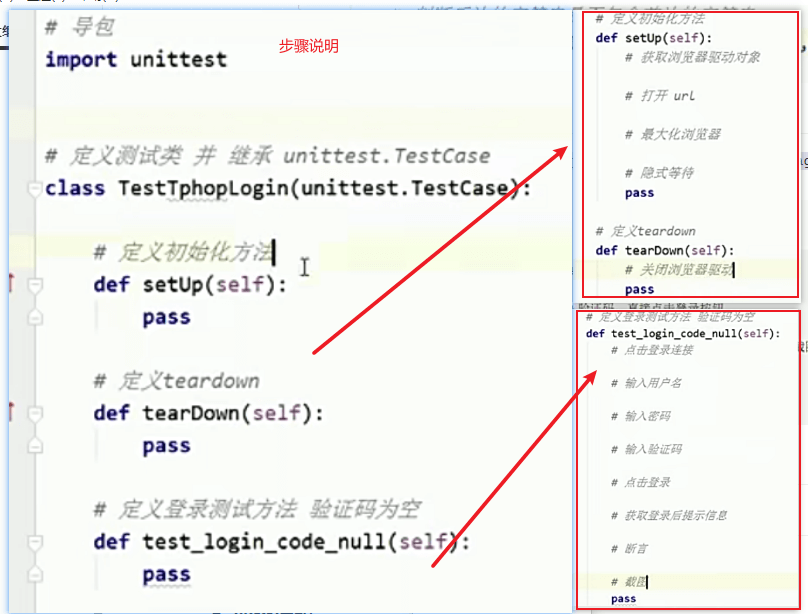 # 导包
import unittest
步骤说明
# 定义测试类 并 继承 unittest.TestCase
class TestTphopLogin(unittest.TestCase):
# 定义初始化方法
def setUp(self):
pass
# 定义teardown
def tearDown(self):
pass
# 定义登录测试方法 验证码为空
def test_login_code_null(self):
pass
# 定义初始化方法
def setUp(self):
# 获取浏览器驱动对象
# 打开 url
# 最大化浏览器
# 隐式等待
pass
# 定义teardown
def tearDown(self):
# 关闭浏览器驱动
pass
# 定义登录测试方法 验证码为空
def test_login_code_null(self):
# 点击登录连接
# 输入用户名
# 输入密码
# 输入验证码
# 点击登录
# 获取登录后提示信息
# 断言
# 截图
pass